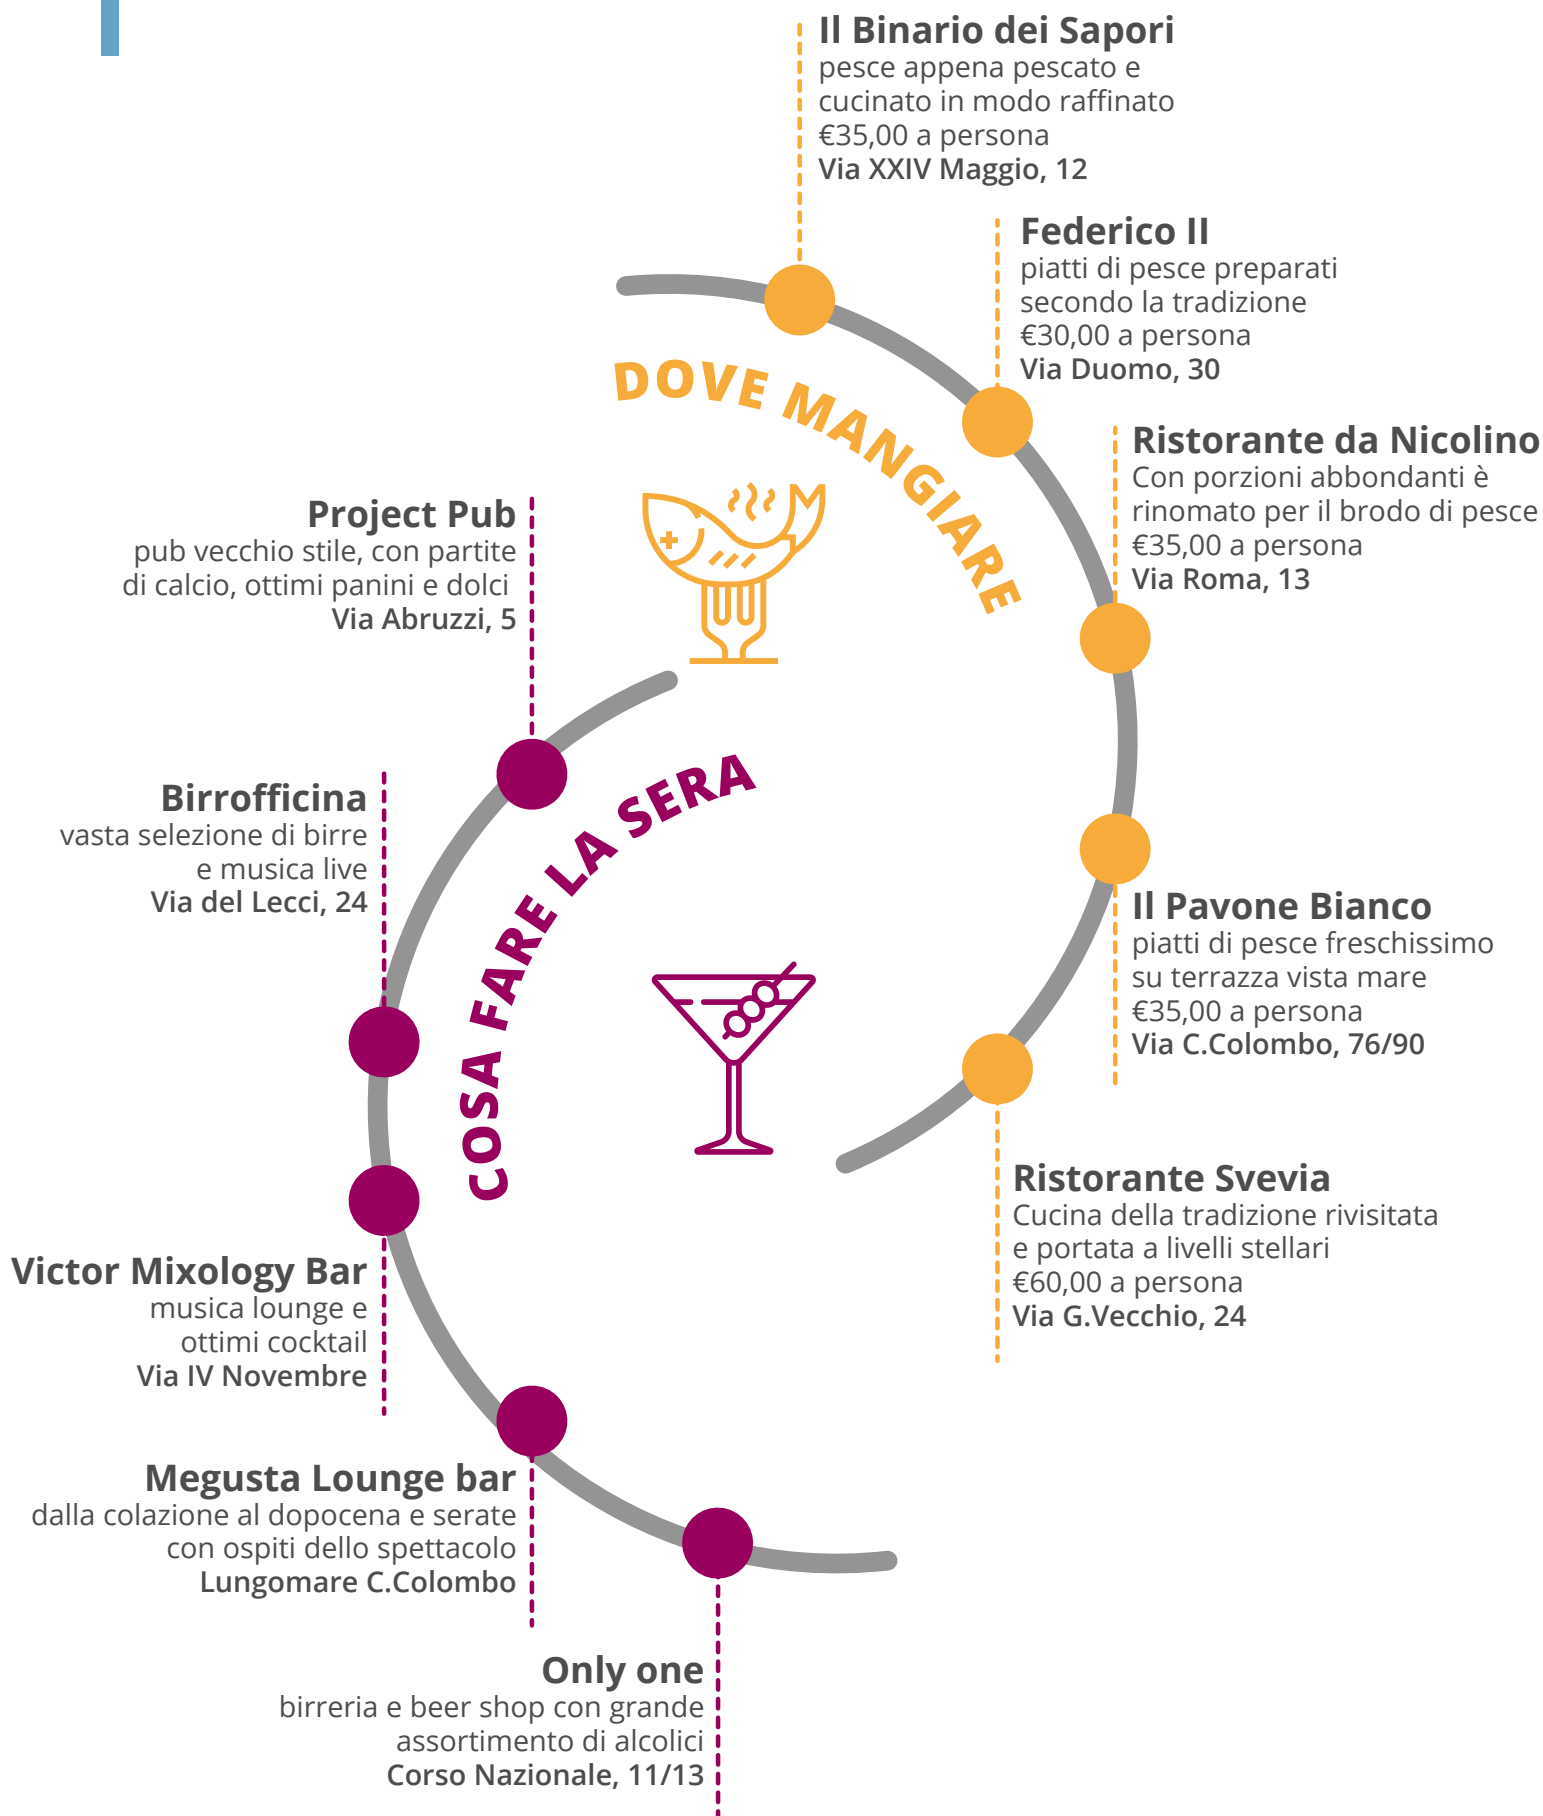 Il Binario dei Sapori
pesce appena pescato e
cucinato in modo raffinato
€35,00 a persona
Via XXIV Maggio, 12
Federico II
piatti di pesce preparati
secondo la tradizione
€30,00 a persona
Via Duomo, 30
DOVE MANGIARE
Ristorante da Nicolino
Con porzioni abbondanti è
rinomato per il brodo di pesce
€35,00 a persona
Via Roma, 13
Il Pavone Bianco
piatti di pesce freschissimo
su terrazza vista mare
€35,00 a persona
Via C.Colombo, 76/90
Ristorante Svevia
Cucina della tradizione rivisitata
e portata a livelli stellari
€60,00 a persona
Via G.Vecchio, 24
COSA FARE LA SERA
Project Pub
pub vecchio stile, con partite
di calcio, ottimi panini e dolci
Via Abruzzi, 5
Birrofficina
vasta selezione di birre
e musica live
Via del Lecci, 24
Victor Mixology Bar
musica lounge e
ottimi cocktail
Via IV Novembre
Megusta Lounge bar
dalla colazione al dopocena e serate
con ospiti dello spettacolo
Lungomare C.Colombo
Only one
birreria e beer shop con grande
assortimento di alcolici
Corso Nazionale, 11/13